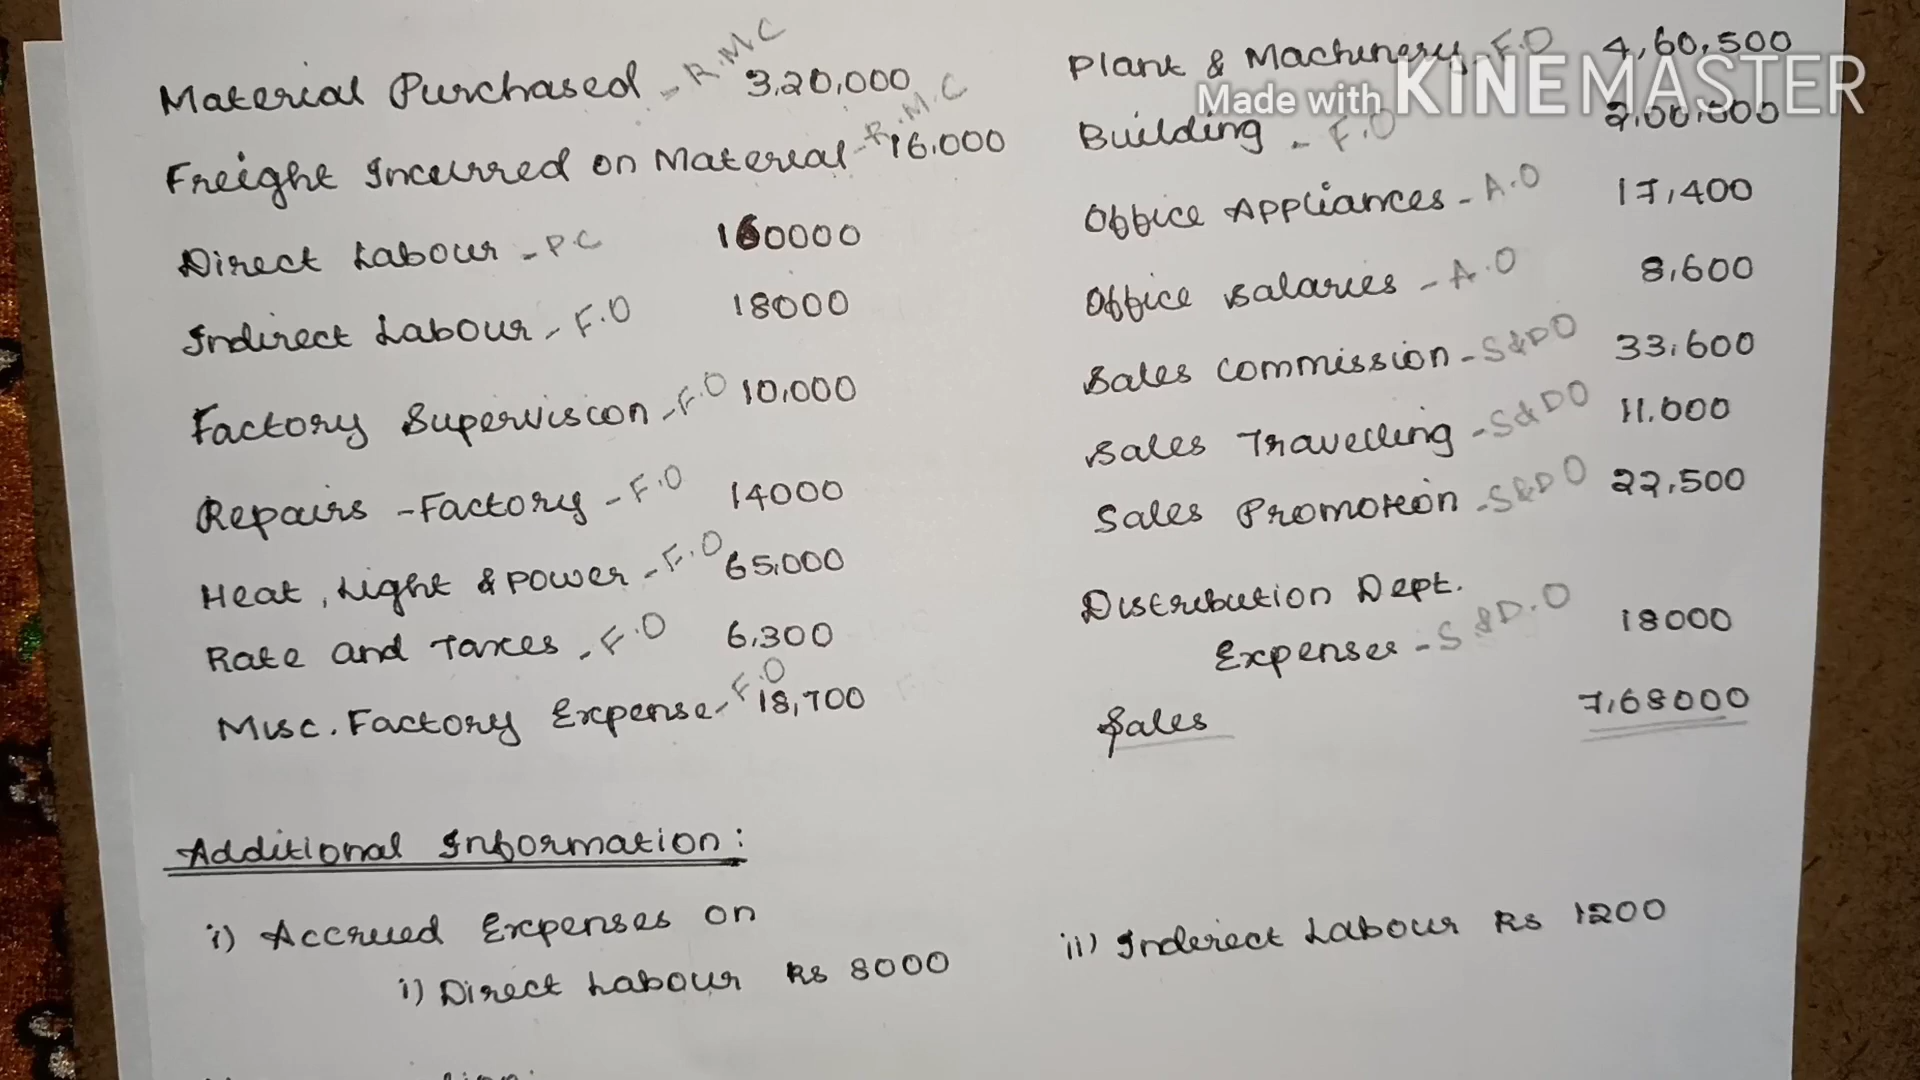 Material Purchased - R.M.C 3,20,000
Freight Incurred on Material - R.M.C 16,000
Direct Labour - P.C 160000
Indirect Labour - F.O 18000
Factory Superviscon - F.O 10,000
Repairs - Factory - F.O 14000
Heat, Light & Power - F.O 65,000
Rate and Taxes - F.O 6,300
Misc. Factory Expense - F.O 18,700
Plant & Machinery - F.O 4,60,500
Made with KINEMASTER
Building - F.O 2,00,000
Office Appliances - A.O 17,400
Office Salaries - A.O 8,600
Sales Commission - S&DO 33,600
Sales Travelling - S&DO 11,000
Sales Promotion - S&DO 22,500
Distribution Dept.
Expenses - S&D.O 18000
Sales 7,68000
Additional Information:
i) Accrued Expenses on
i) Direct Labour Rs 8000
ii) Indirect Labour Rs 1200